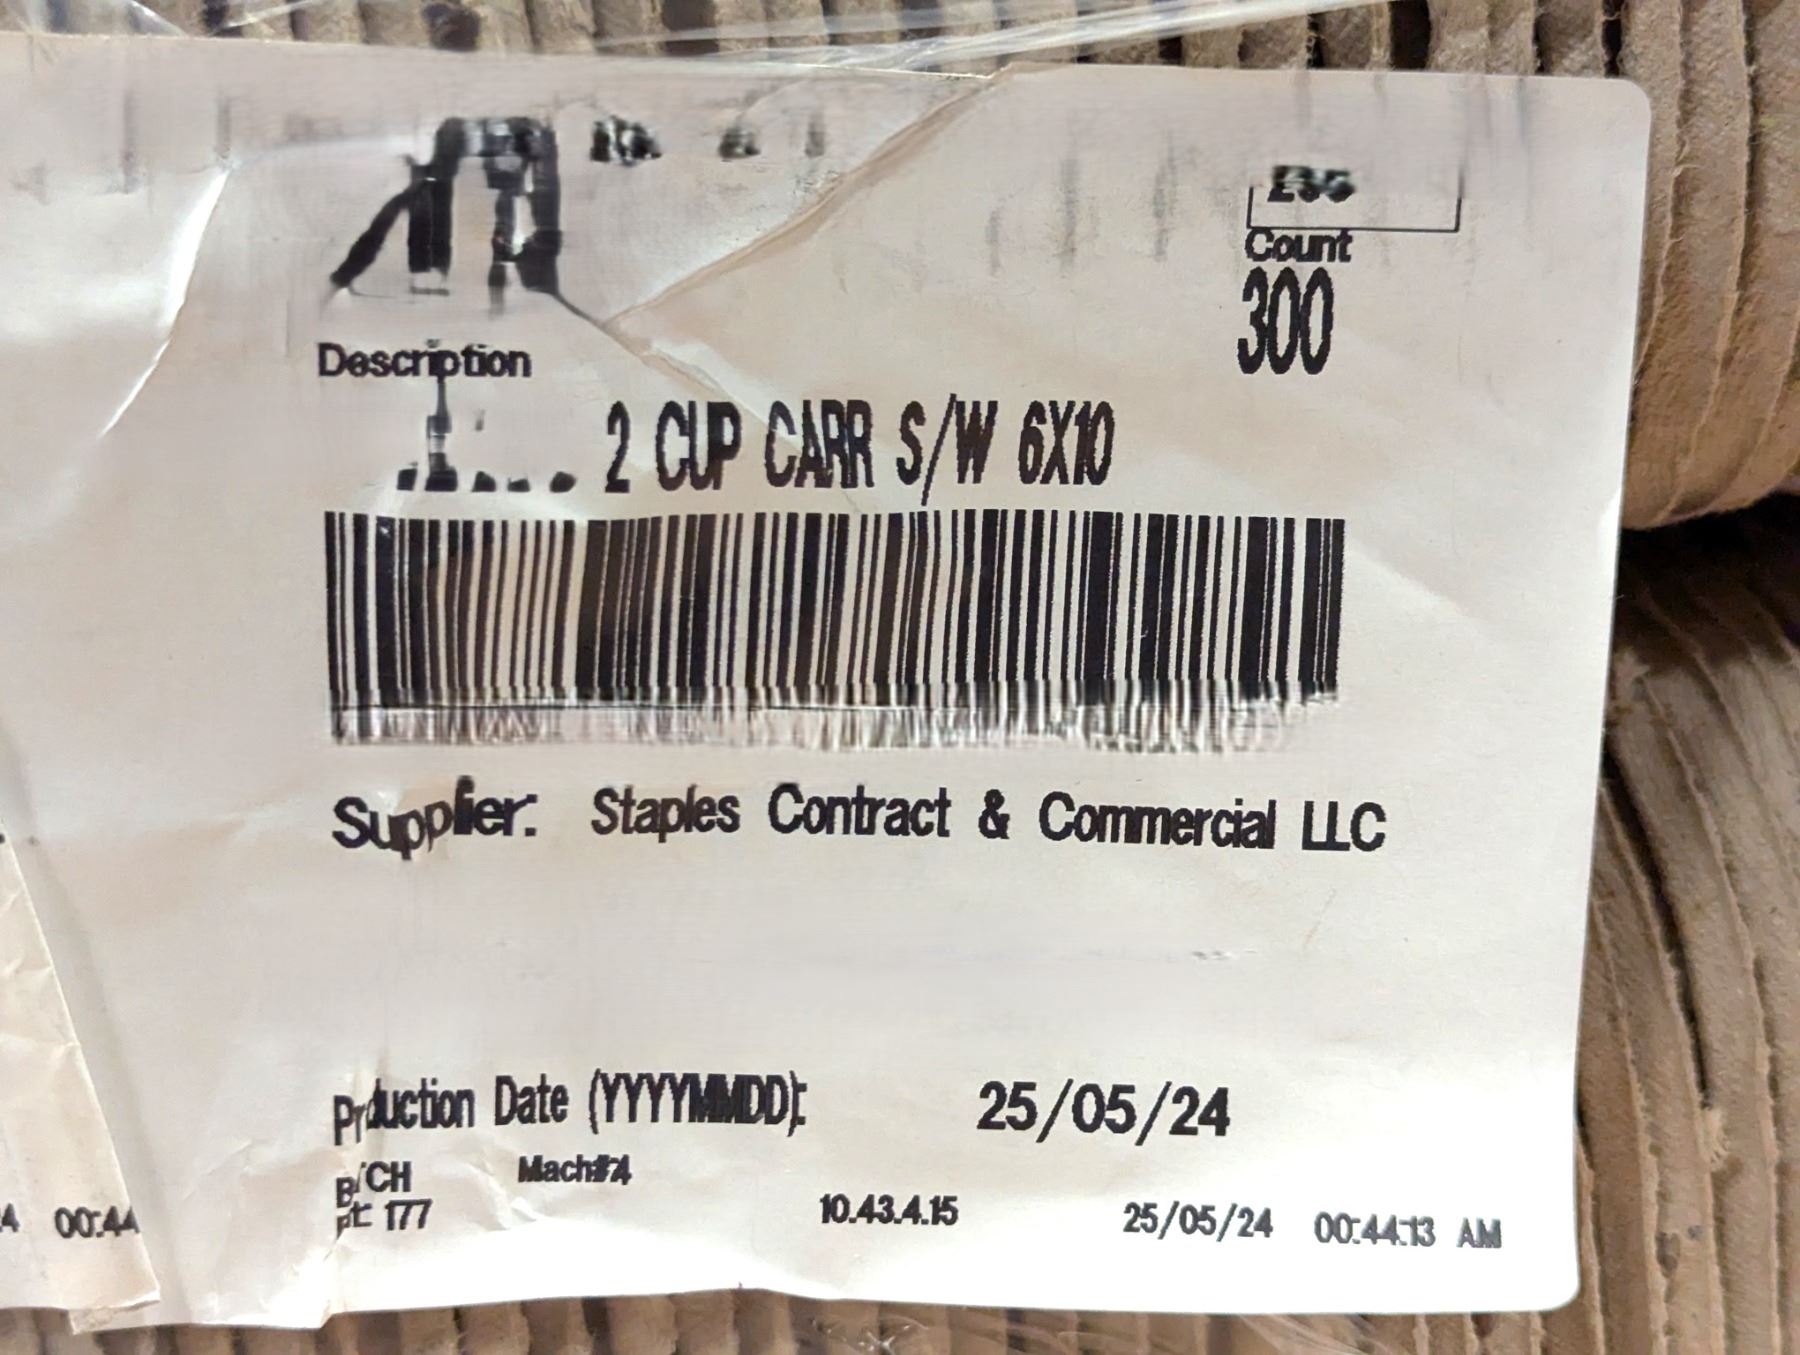 Count
300
Description
2 CUP CARR S/W 6X10
Supplier: Staples Contract & Commercial LLC
Production Date (YYYYMMDD): 25/05/24
Mach#4
177
10.43.4.15
25/05/24 00:44:13 AM
00:44